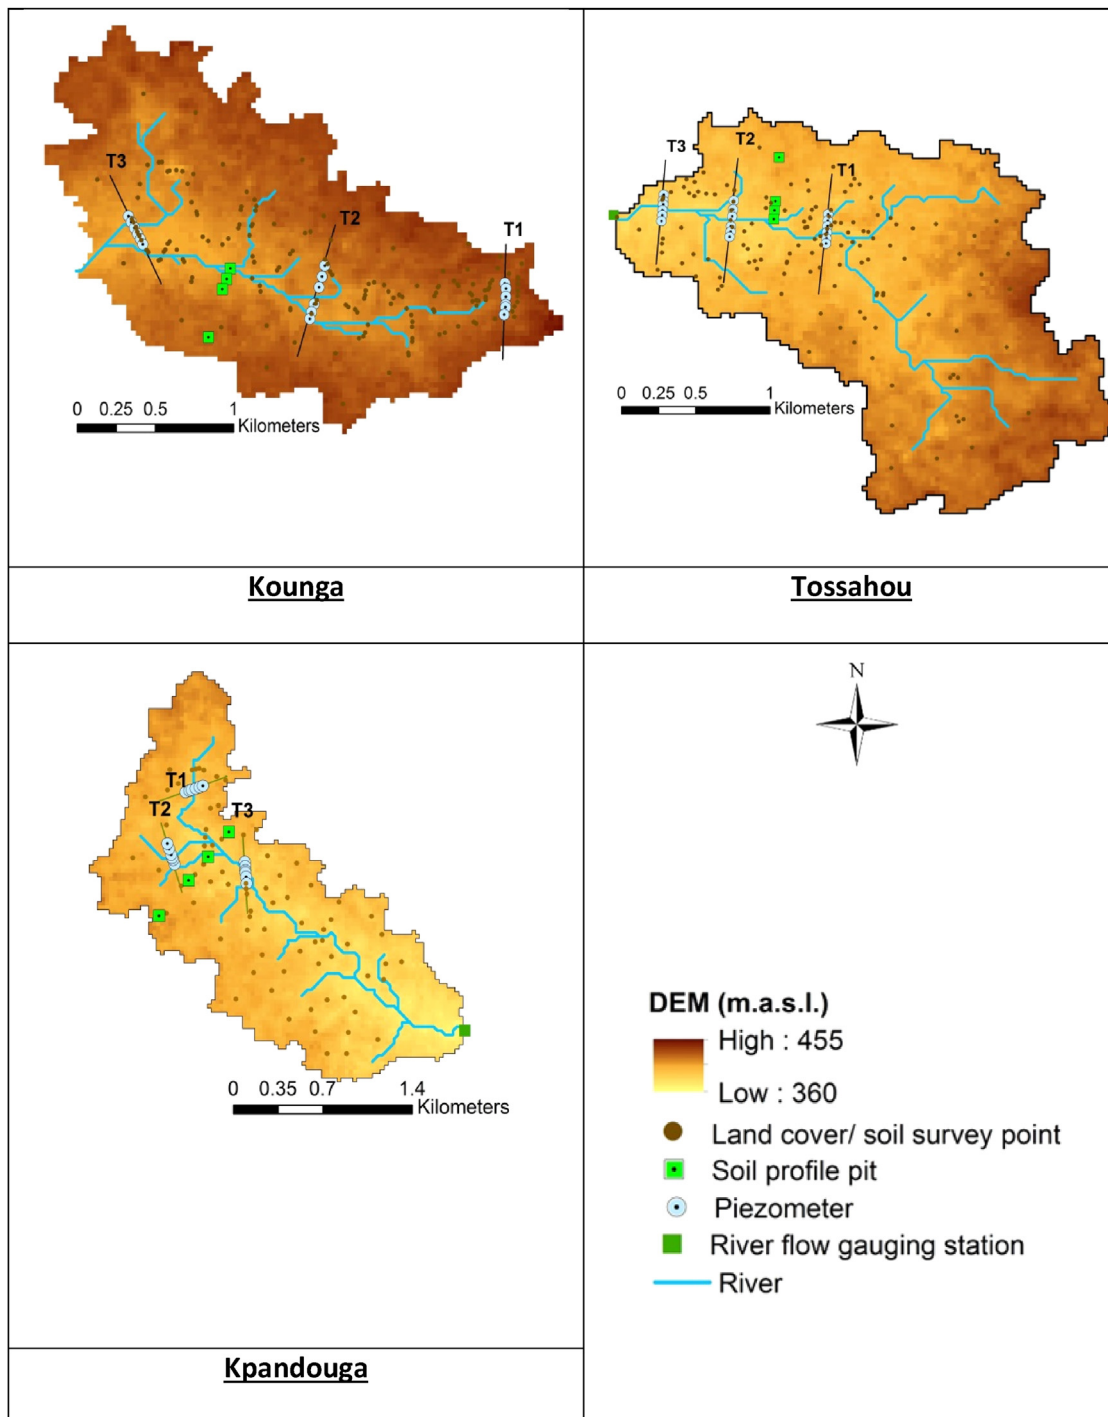 T3
T2
T1
0 0.25 0.5 1
Kilometers
Kounga
T3
T2
T1
0 0.25 0.5 1
Kilometers
Tossahou
T1
T2
T3
0 0.35 0.7 1.4
Kilometers
Kpandouga
N
DEM (m.a.s.l.)
High : 455
Low : 360
Land cover/ soil survey point
Soil profile pit
Piezometer
River flow gauging station
River